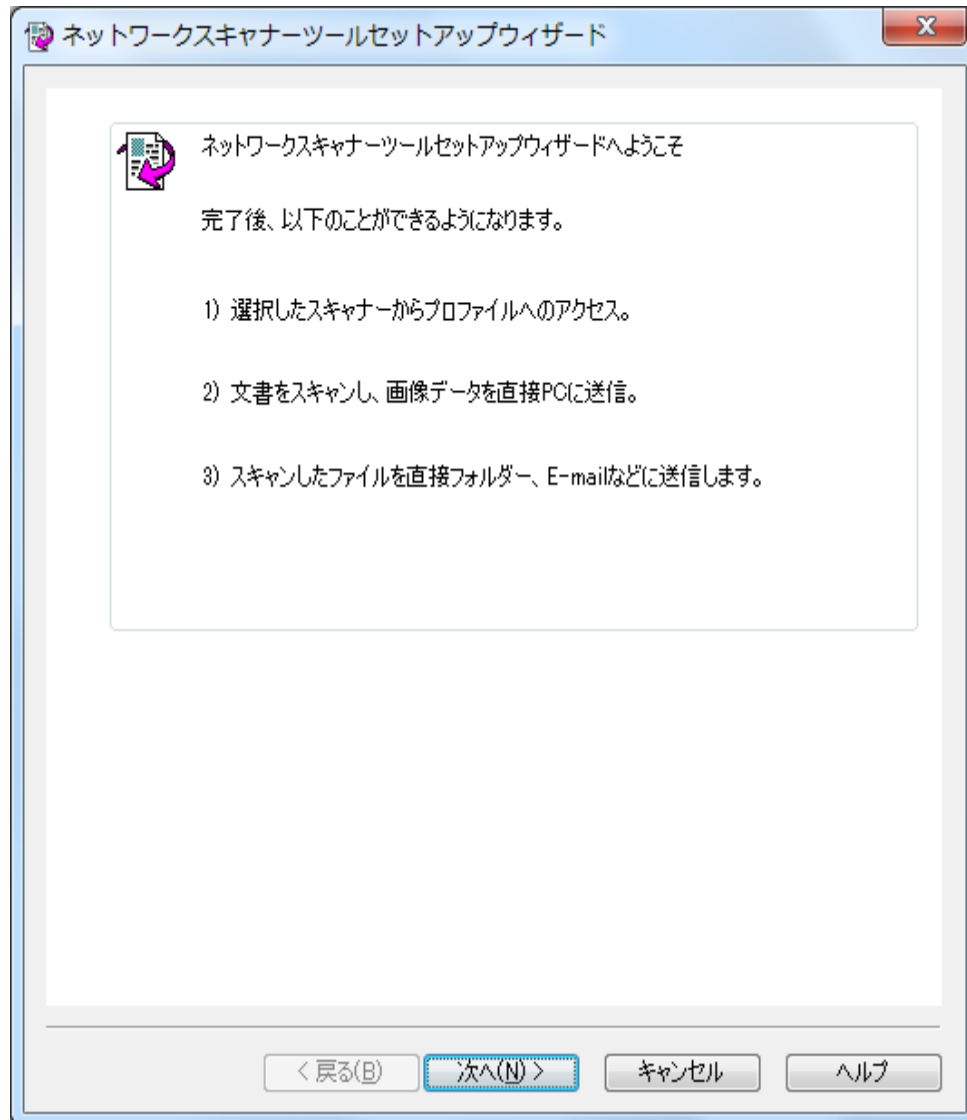 ネットワークスキャナーツールセットアップウィザード
ネットワークスキャナーツールセットアップウィザードへようこそ
完了後、以下のことができるようになります。
1) 選択したスキャナーからプロファイルへのアクセス。
2) 文書をスキャンし、画像データを直接PCに送信。
3) スキャンしたファイルを直接フォルダー、E-mailなどに送信します。
< 戻る(B) 次へ(N) > キャンセル ヘルプ